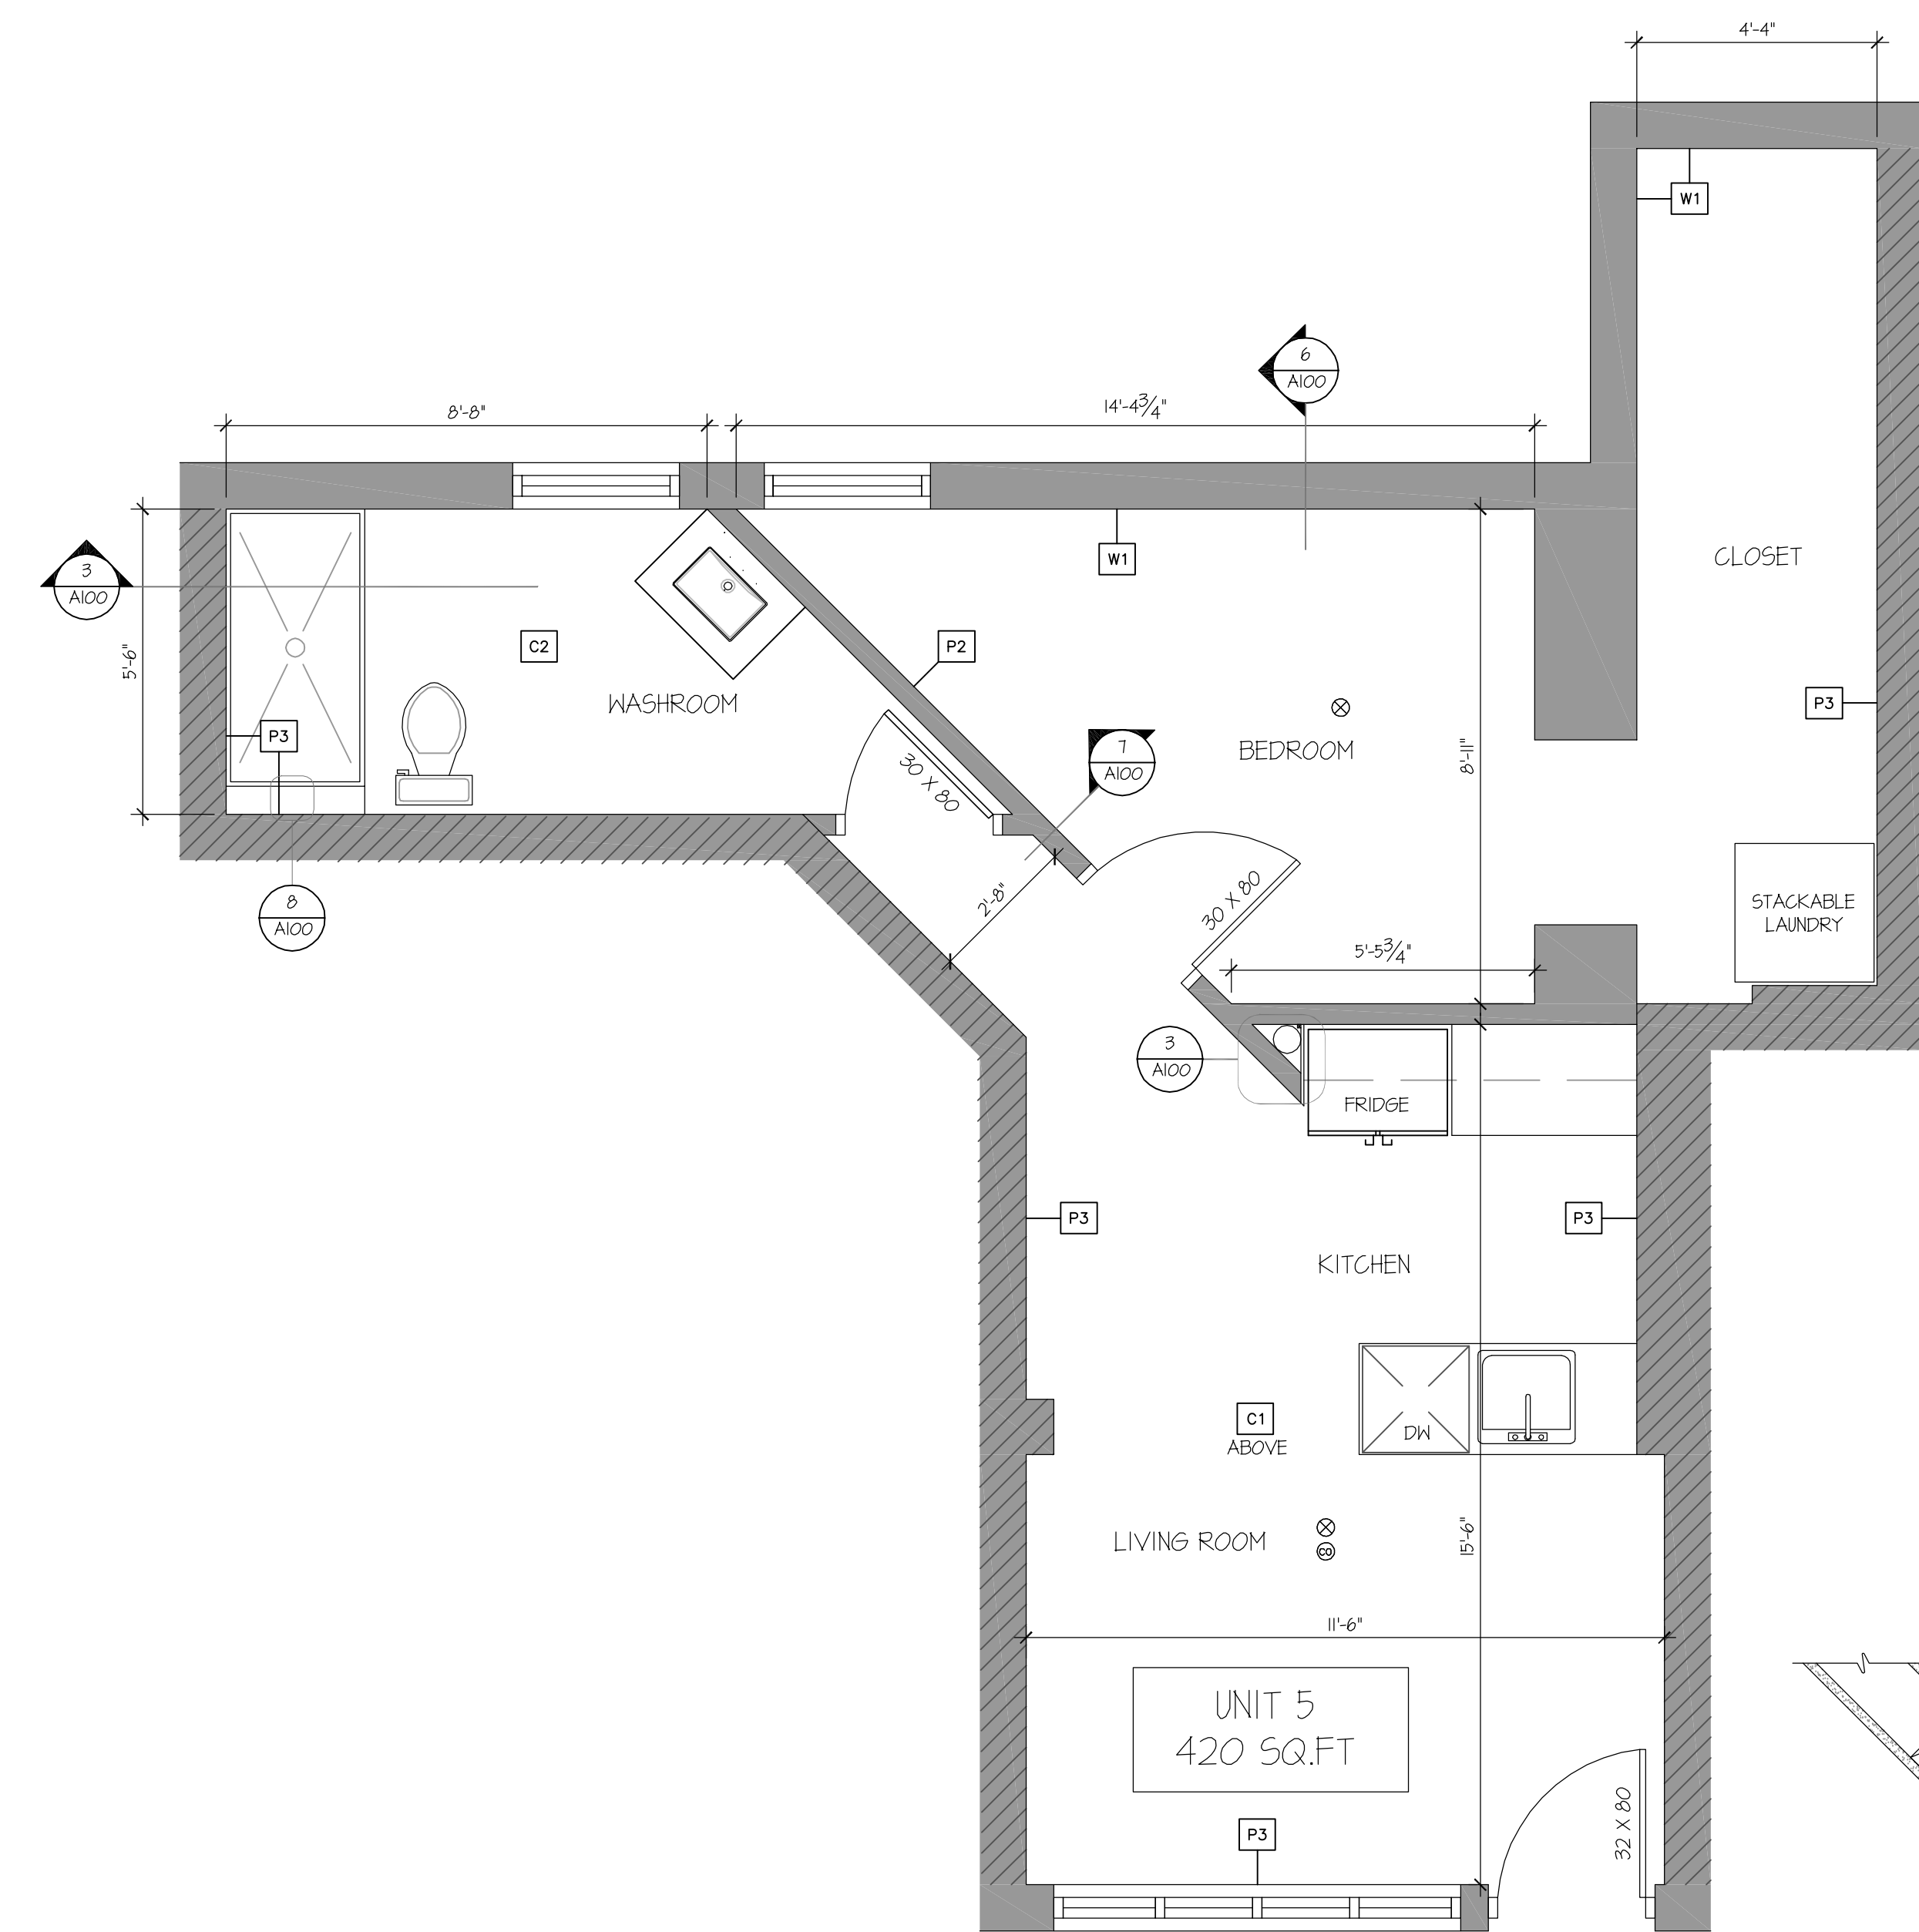 4'-4"
W1
6
A100
8'-8"
14'-4 3/4"
3
A100
5'-6"
C2
W1
CLOSET
P2
WASHROOM
P3
P3
BEDROOM
7
A100
8'-11"
30 X 80
8
A100
2'-8"
30 X 80
5'-5 3/4"
STACKABLE
LAUNDRY
3
A100
FRIDGE
P3
P3
KITCHEN
C1
ABOVE
DW
LIVING ROOM
CO
15'-6"
11'-6"
UNIT 5
420 SQ.FT
P3
32 X 80